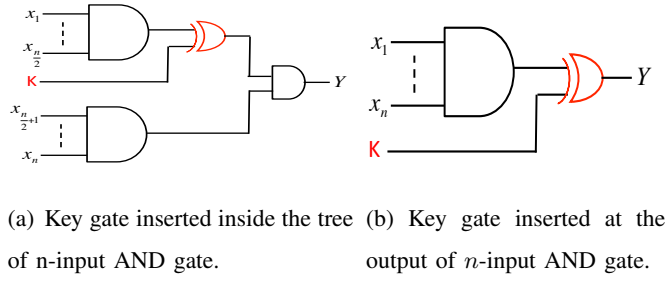 x1
xn/2
K
xn/2+1
xn
Y
x1
xn
K
Y
(a) Key gate inserted inside the tree
of n-input AND gate.
(b) Key gate inserted at the
output of n-input AND gate.